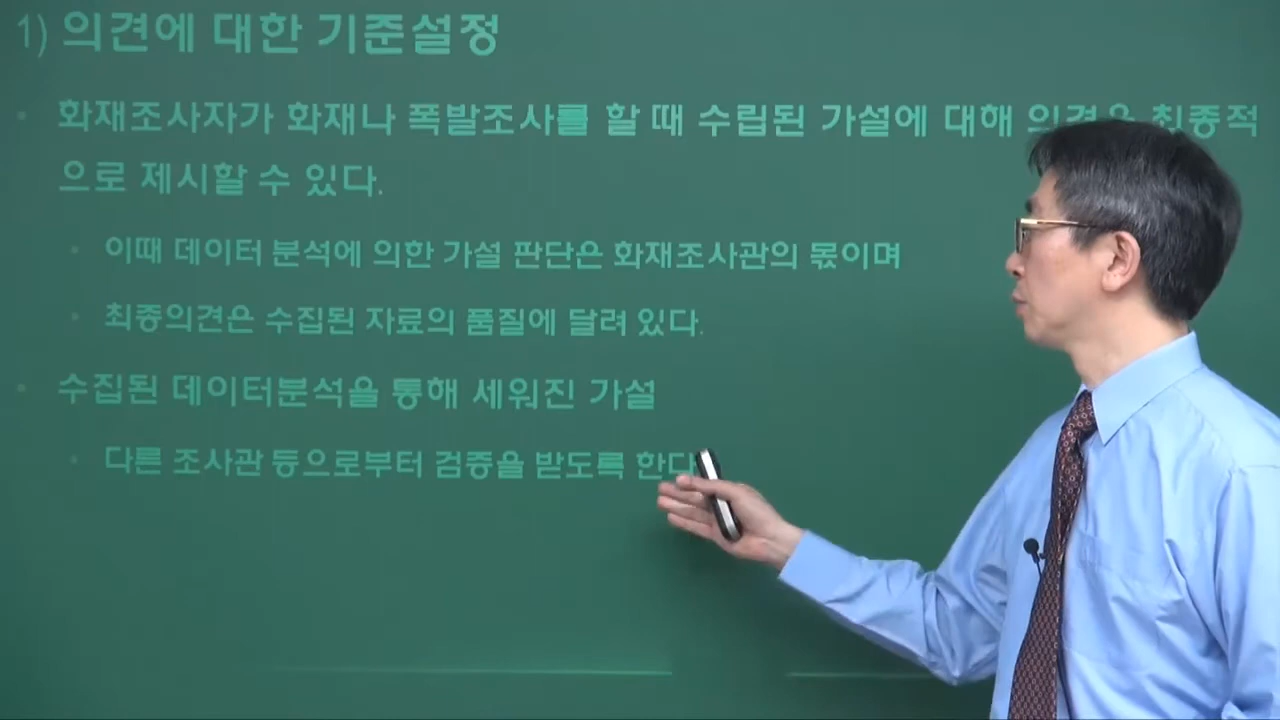 1) 의견에 대한 기준설정
화재조사자가 화재나 폭발조사를 할 때 수립된 가설에 대해 의견을 최종적
으로 제시할 수 있다.
이때 데이터 분석에 의한 가설 판단은 화재조사관의 몫이며
최종의견은 수집된 자료의 품질에 달려 있다.
수집된 데이터분석을 통해 세워진 가설
다른 조사관 등으로부터 검증을 받도록 한다